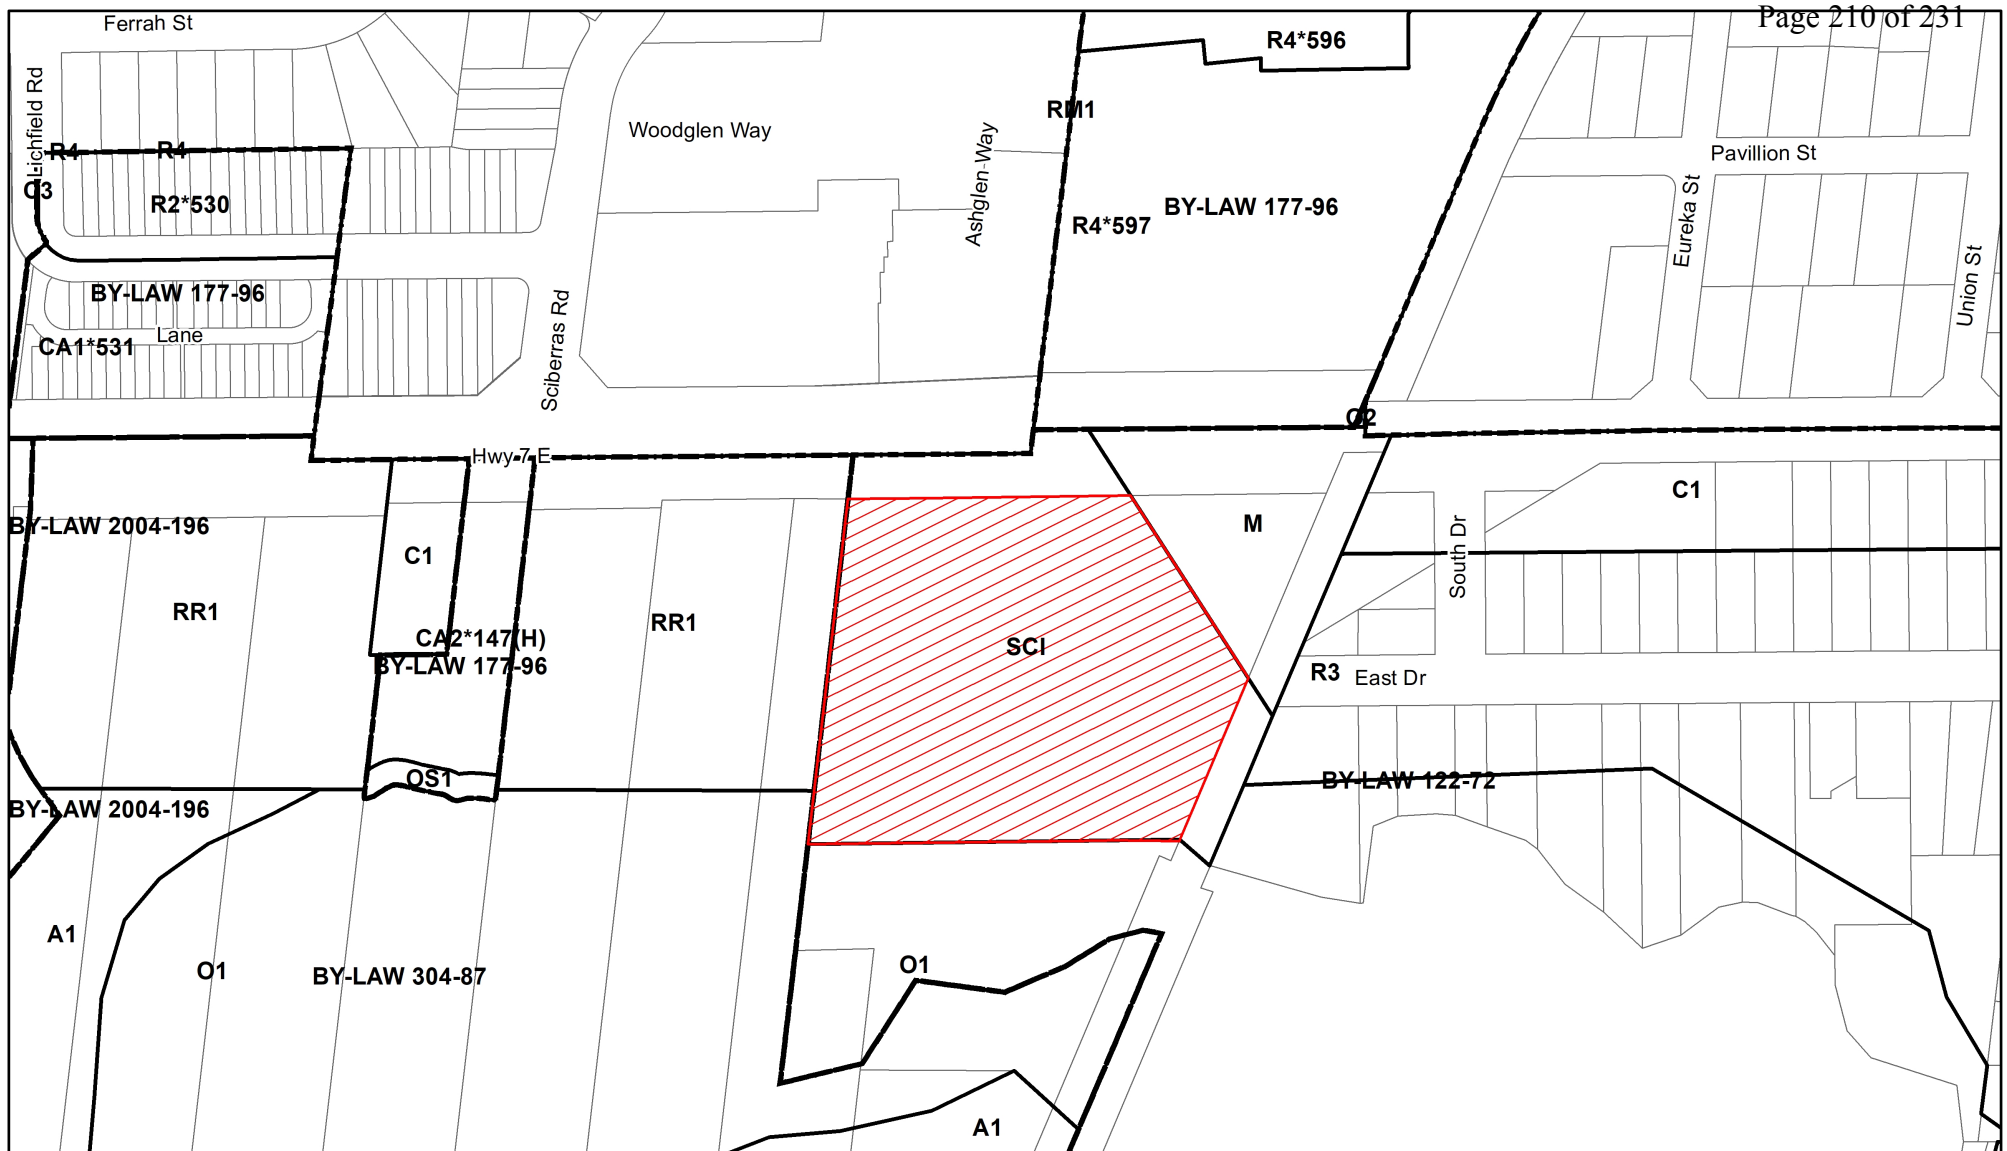 Page 210 of 231
Ferrah St
R4*596
Lichfield Rd
RM1
Woodglen Way
R4
R4
Pavillion St
Ashglen Way
C3
R2*530
BY-LAW 177-96
R4*597
Eureka St
Union St
BY-LAW 177-96
Lane
CA1*531
Sciberras Rd
O2
Hwy 7 E
C1
BY-LAW 2004-196
M
C1
South Dr
RR1
RR1
CA2*147(H)
BY-LAW 177-96
SCI
R3
East Dr
OS1
BY-LAW 122-72
BY-LAW 2004-196
A1
O1
BY-LAW 304-87
O1
A1